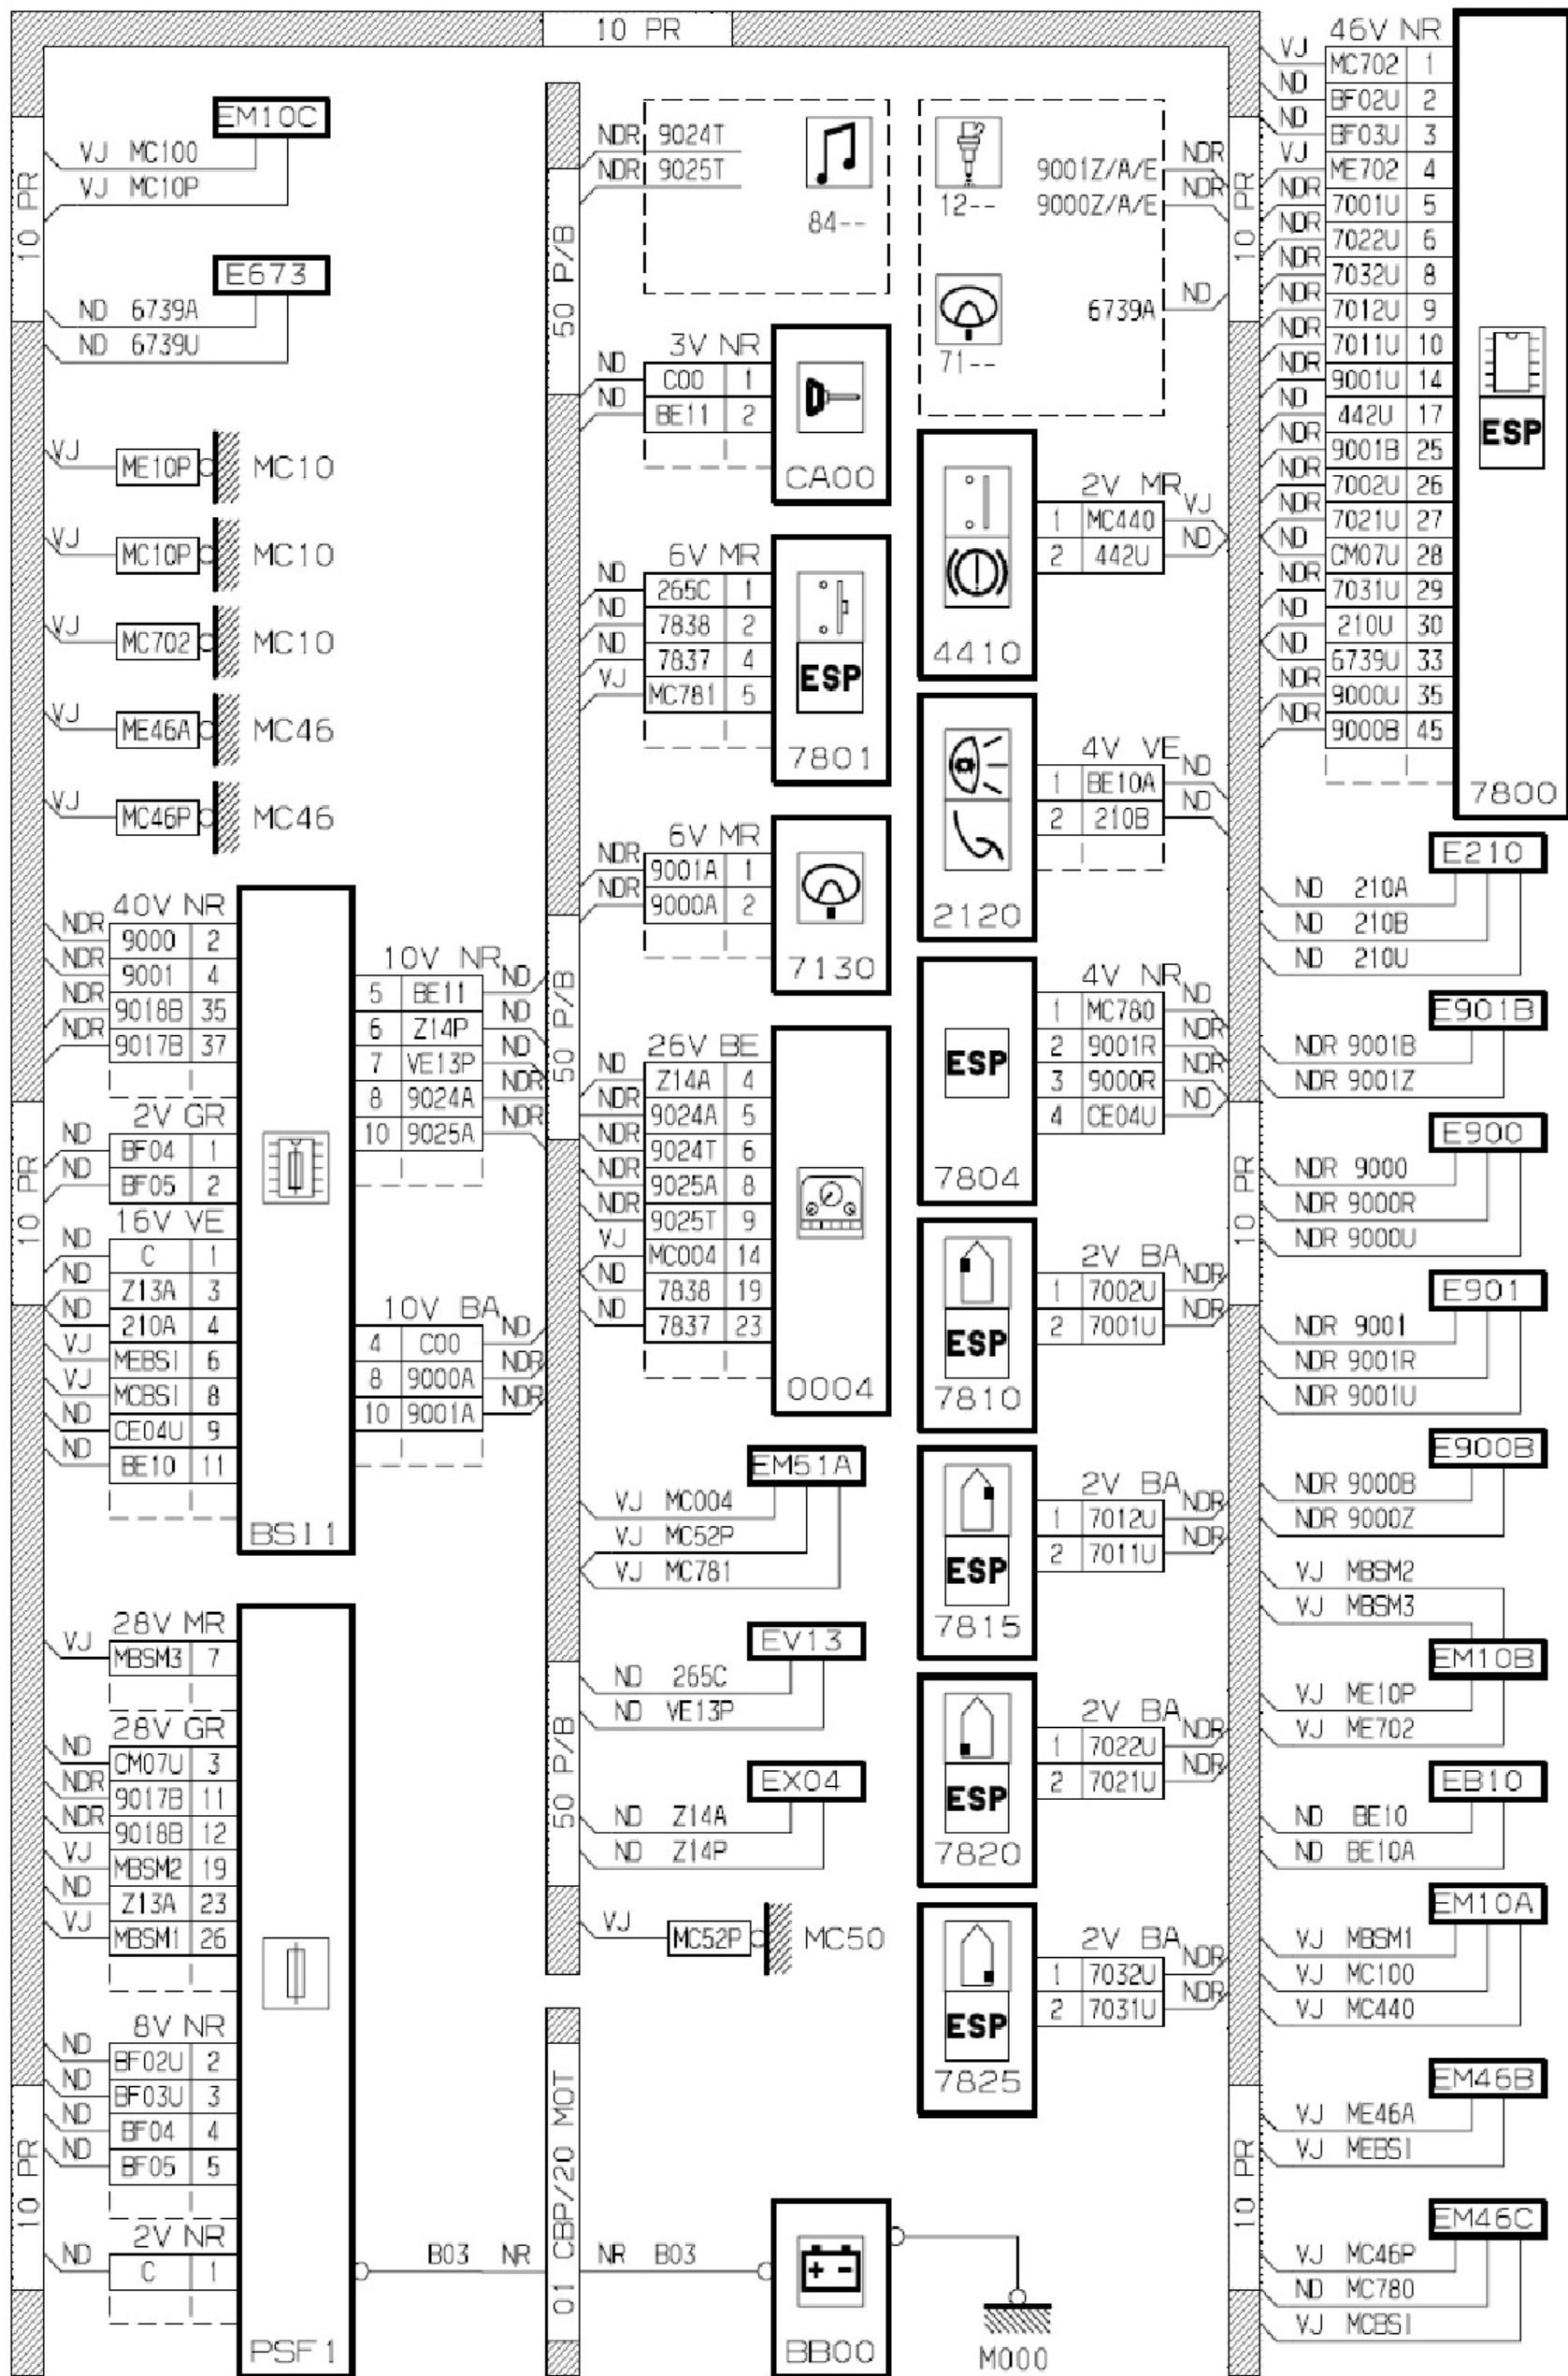 10 PR
10 PR
EM10C
VJ MC100
VJ MC10P
E673
ND 6739A
ND 6739U
VJ ME10P MC10
VJ MC10P MC10
VJ MC702 MC10
VJ ME46A MC46
VJ MC46P MC46
40V NR
NDR 9000 2
NDR 9001 4
NDR 9018B 35
NDR 9017B 37
10 PR
2V GR
ND BF04 1
ND BF05 2
16V VE
ND C 1
ND Z13A 3
ND 210A 4
VJ MEBSI 6
VJ MCBSI 8
ND CE04U 9
ND BE10 11
BSI1
10V NR
5 BE11 ND
6 Z14P ND
7 VE13P ND
8 9024A NDR
10 9025A NDR
10V BA
4 C00 ND
8 9000A NDR
10 9001A NDR
28V MR
VJ MBSM3 7
28V GR
ND CM07U 3
NDR 9017B 11
NDR 9018B 12
VJ MBSM2 19
ND Z13A 23
VJ MBSM1 26
8V NR
ND BF02U 2
ND BF03U 3
ND BF04 4
ND BF05 5
10 PR
2V NR
ND C 1
PSF1
B03 NR
01 CBP/20 MOT
NR B03
BB00
M000
50 P/B
NDR 9024T
NDR 9025T
84--
3V NR
ND C00 1
ND BE11 2
CA00
6V MR
ND 265C 1
ND 7838 2
ND 7837 4
VJ MC781 5
ESP
7801
6V MR
NDR 9001A 1
NDR 9000A 2
7130
50 P/B
26V BE
ND Z14A 4
NDR 9024A 5
NDR 9024T 6
NDR 9025A 8
NDR 9025T 9
VJ MC004 14
ND 7838 19
ND 7837 23
0004
EM51A
VJ MC004
VJ MC52P
VJ MC781
EV13
ND 265C
ND VE13P
50 P/B
EX04
ND Z14A
ND Z14P
VJ MC52P MC50
12--
9001Z/A/E NDR
9000Z/A/E NDR
71--
6739A ND
10 PR
2V MR
1 MC440 VJ
2 442U ND
4410
4V VE
1 BE10A ND
2 210B ND
2120
4V NR
1 MC780 ND
2 9001R NDR
3 9000R NDR
4 CE04U ND
ESP
7804
10 PR
2V BA
1 7002U NDR
2 7001U NDR
ESP
7810
2V BA
1 7012U NDR
2 7011U NDR
ESP
7815
2V BA
1 7022U NDR
2 7021U NDR
ESP
7820
2V BA
1 7032U NDR
2 7031U NDR
ESP
7825
10 PR
46V NR
VJ MC702 1
ND BF02U 2
ND BF03U 3
VJ ME702 4
NDR 7001U 5
NDR 7022U 6
NDR 7032U 8
NDR 7012U 9
NDR 7011U 10
NDR 9001U 14
ND 442U 17
NDR 9001B 25
NDR 7002U 26
NDR 7021U 27
ND CM07U 28
NDR 7031U 29
ND 210U 30
ND 6739U 33
NDR 9000U 35
NDR 9000B 45
ESP
7800
E210
ND 210A
ND 210B
ND 210U
E901B
NDR 9001B
NDR 9001Z
E900
NDR 9000
NDR 9000R
NDR 9000U
E901
NDR 9001
NDR 9001R
NDR 9001U
E900B
NDR 9000B
NDR 9000Z
VJ MBSM2
VJ MBSM3
EM10B
VJ ME10P
VJ ME702
EB10
ND BE10
ND BE10A
EM10A
VJ MBSM1
VJ MC100
VJ MC440
EM46B
VJ ME46A
VJ MEBSI
EM46C
VJ MC46P
ND MC780
VJ MCBSI